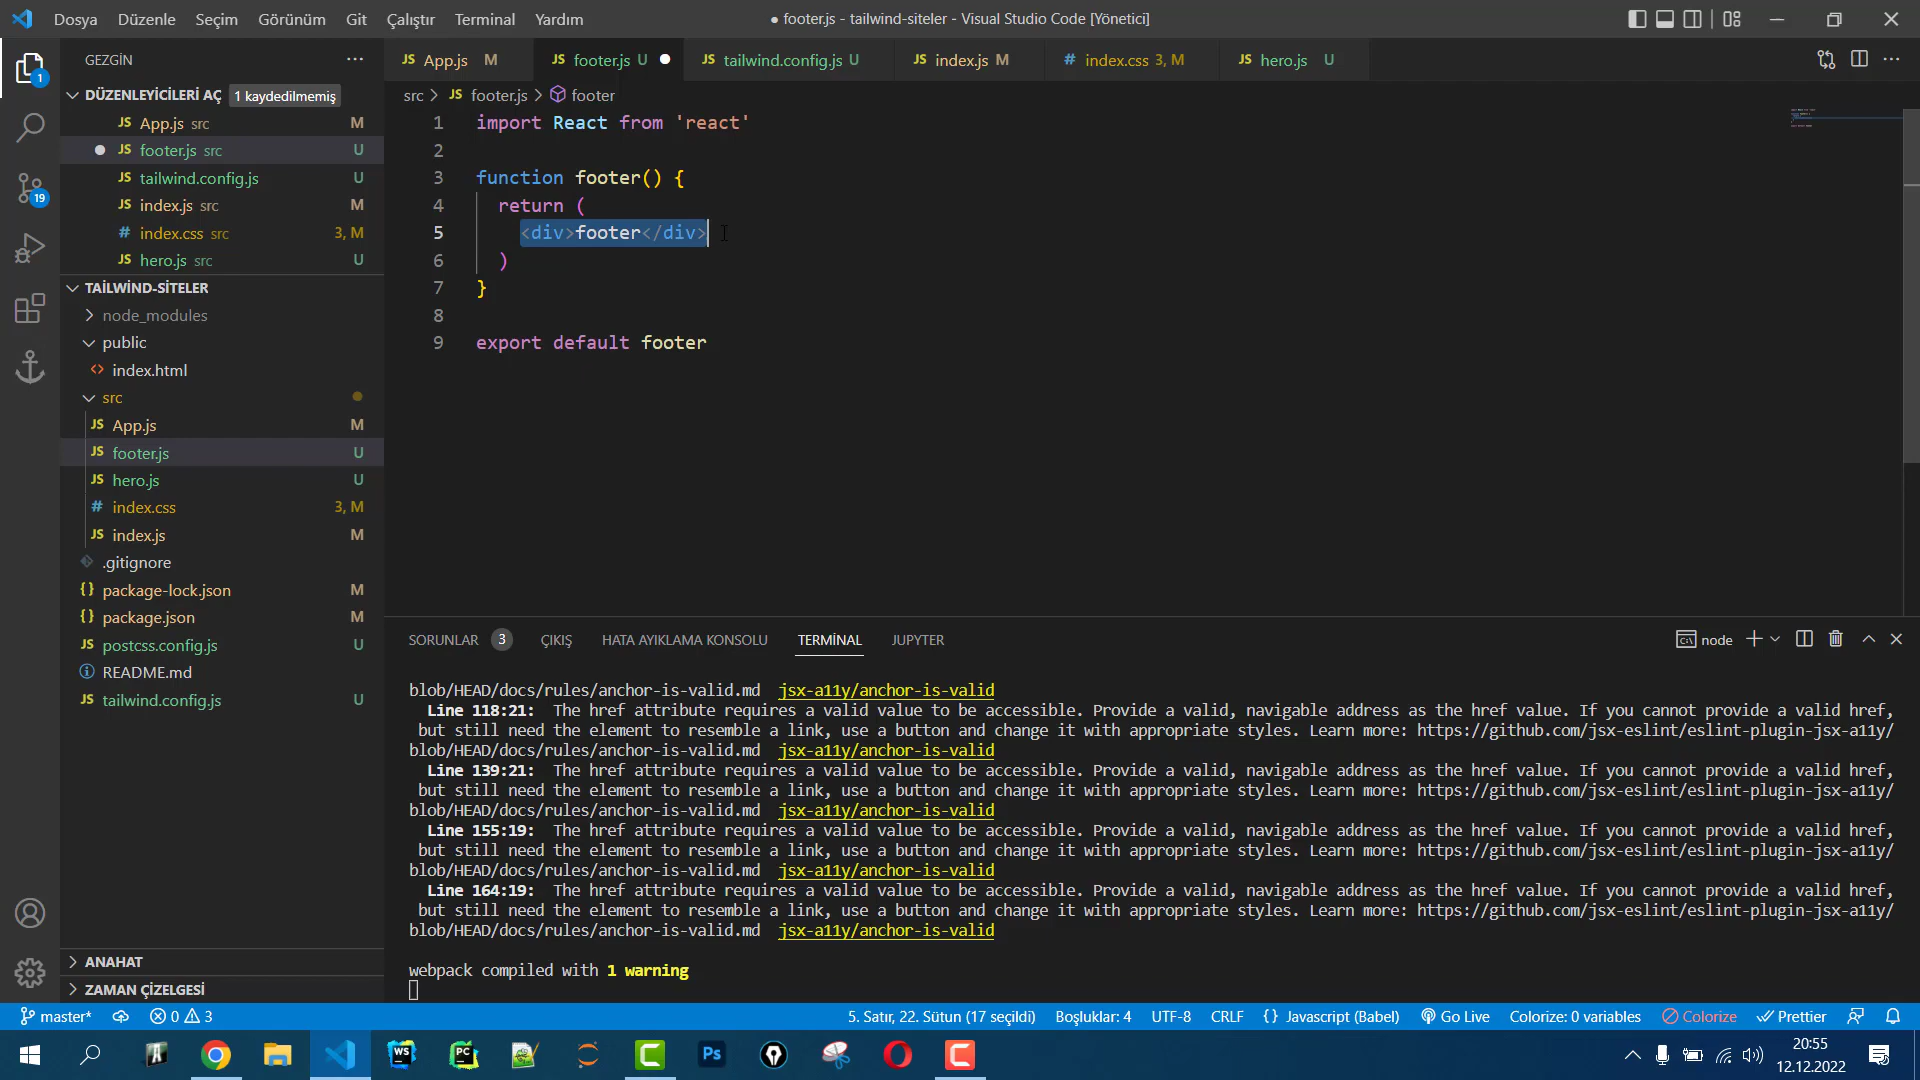 Dosya Düzenle Seçim Görünüm Git Çalıştır Terminal Yardım
● footer.js - tailwind-siteler - Visual Studio Code [Yönetici]
GEZGİN
DÜZENLEYİCİLERİ AÇ 1 kaydedilmemiş
JS App.js src M
JS footer.js src U
JS tailwind.config.js U
JS index.js src M
# index.css src 3, M
JS hero.js src U
TAİLWİND-SİTELER
node_modules
public
<> index.html
src
JS App.js M
JS footer.js U
JS hero.js U
# index.css 3, M
JS index.js M
.gitignore
{} package-lock.json M
{} package.json M
JS postcss.config.js U
README.md
JS tailwind.config.js U
ANAHAT
ZAMAN ÇİZELGESİ
1
19
JS App.js M
JS footer.js U ●
JS tailwind.config.js U
JS index.js M
# index.css 3, M
JS hero.js U
src > JS footer.js > footer
1 import React from 'react'
2
3 function footer() {
4 return (
5 <div>footer</div>
6 )
7 }
8
9 export default footer
SORUNLAR 3 ÇIKIŞ HATA AYIKLAMA KONSOLU TERMİNAL JUPYTER
node
blob/HEAD/docs/rules/anchor-is-valid.md jsx-a11y/anchor-is-valid
Line 118:21: The href attribute requires a valid value to be accessible. Provide a valid, navigable address as the href value. If you cannot provide a valid href,
but still need the element to resemble a link, use a button and change it with appropriate styles. Learn more: https://github.com/jsx-eslint/eslint-plugin-jsx-a11y/
blob/HEAD/docs/rules/anchor-is-valid.md jsx-a11y/anchor-is-valid
Line 139:21: The href attribute requires a valid value to be accessible. Provide a valid, navigable address as the href value. If you cannot provide a valid href,
but still need the element to resemble a link, use a button and change it with appropriate styles. Learn more: https://github.com/jsx-eslint/eslint-plugin-jsx-a11y/
blob/HEAD/docs/rules/anchor-is-valid.md jsx-a11y/anchor-is-valid
Line 155:19: The href attribute requires a valid value to be accessible. Provide a valid, navigable address as the href value. If you cannot provide a valid href,
but still need the element to resemble a link, use a button and change it with appropriate styles. Learn more: https://github.com/jsx-eslint/eslint-plugin-jsx-a11y/
blob/HEAD/docs/rules/anchor-is-valid.md jsx-a11y/anchor-is-valid
Line 164:19: The href attribute requires a valid value to be accessible. Provide a valid, navigable address as the href value. If you cannot provide a valid href,
but still need the element to resemble a link, use a button and change it with appropriate styles. Learn more: https://github.com/jsx-eslint/eslint-plugin-jsx-a11y/
blob/HEAD/docs/rules/anchor-is-valid.md jsx-a11y/anchor-is-valid
webpack compiled with 1 warning
master* 0 3
5. Satır, 22. Sütun (17 seçildi) Boşluklar: 4 UTF-8 CRLF {} Javascript (Babel) Go Live Colorize: 0 variables Colorize Prettier
WS PC Ps
20:55
12.12.2022